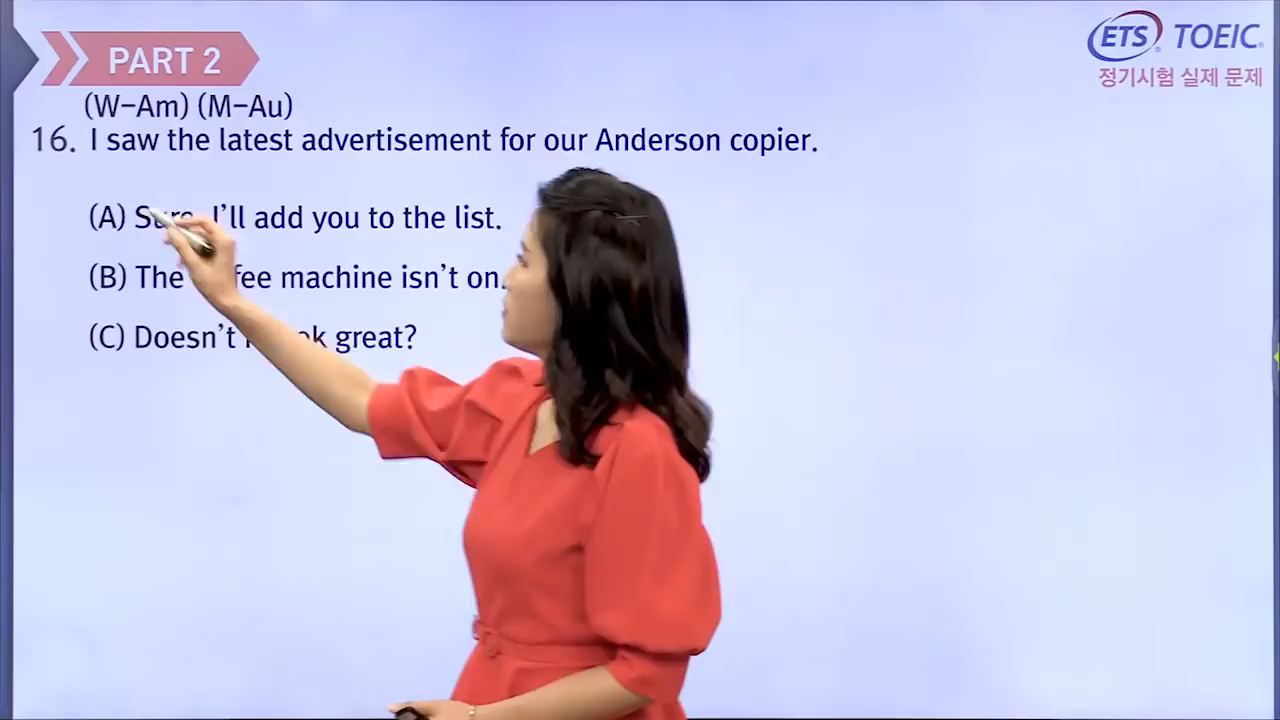 PART 2
ETS TOEIC
정기시험 실제 문제
(W-Am) (M-Au)
16. I saw the latest advertisement for our Anderson copier.
(A) Sure, I'll add you to the list.
(B) The machine isn't on.
(C) Doesn't great?